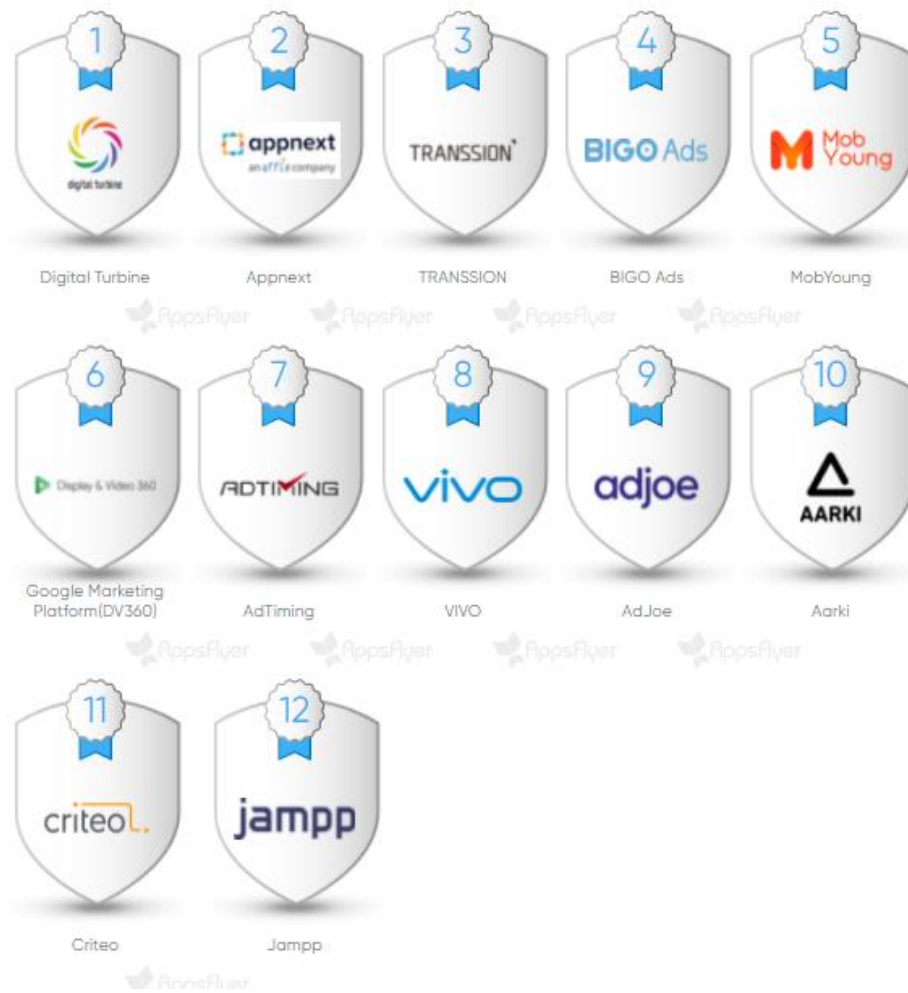 1 2 3 4 5
digital turbine
appnext
an affle company
TRANSSION
BIGO Ads
Mob
Young
Digital Turbine Appnext TRANSSION BIGO Ads MobYoung
AppsFlyer AppsFlyer AppsFlyer AppsFlyer
6 7 8 9 10
Display & Video 360
ADTIMING
vivo
adjoe
AARKI
Google Marketing
Platform(DV360) AdTiming VIVO AdJoe Aarki
AppsFlyer AppsFlyer AppsFlyer AppsFlyer
11 12
criteo
jampp
Criteo Jampp
AppsFlyer